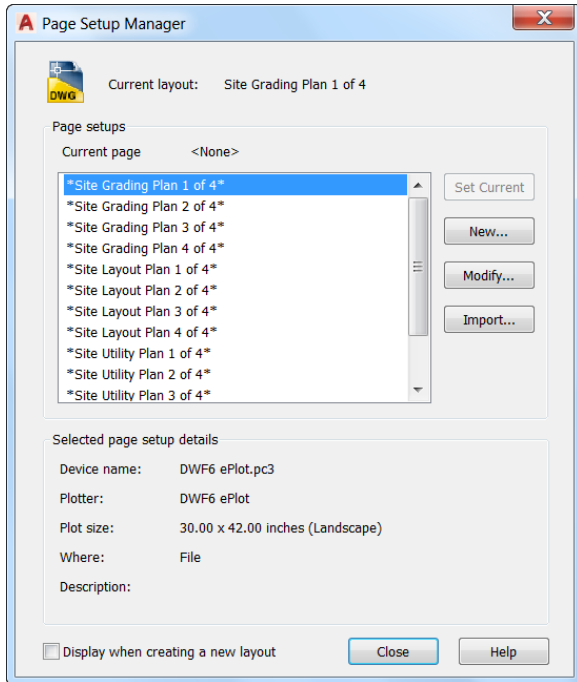 A Page Setup Manager
X
DWG
Current layout: Site Grading Plan 1 of 4
Page setups
Current page <None>
*Site Grading Plan 1 of 4*
*Site Grading Plan 2 of 4*
*Site Grading Plan 3 of 4*
*Site Grading Plan 4 of 4*
*Site Layout Plan 1 of 4*
*Site Layout Plan 2 of 4*
*Site Layout Plan 3 of 4*
*Site Layout Plan 4 of 4*
*Site Utility Plan 1 of 4*
*Site Utility Plan 2 of 4*
*Site Utility Plan 3 of 4*
Set Current
New...
Modify...
Import...
Selected page setup details
Device name: DWF6 ePlot.pc3
Plotter: DWF6 ePlot
Plot size: 30.00 x 42.00 inches (Landscape)
Where: File
Description:
Display when creating a new layout
Close
Help